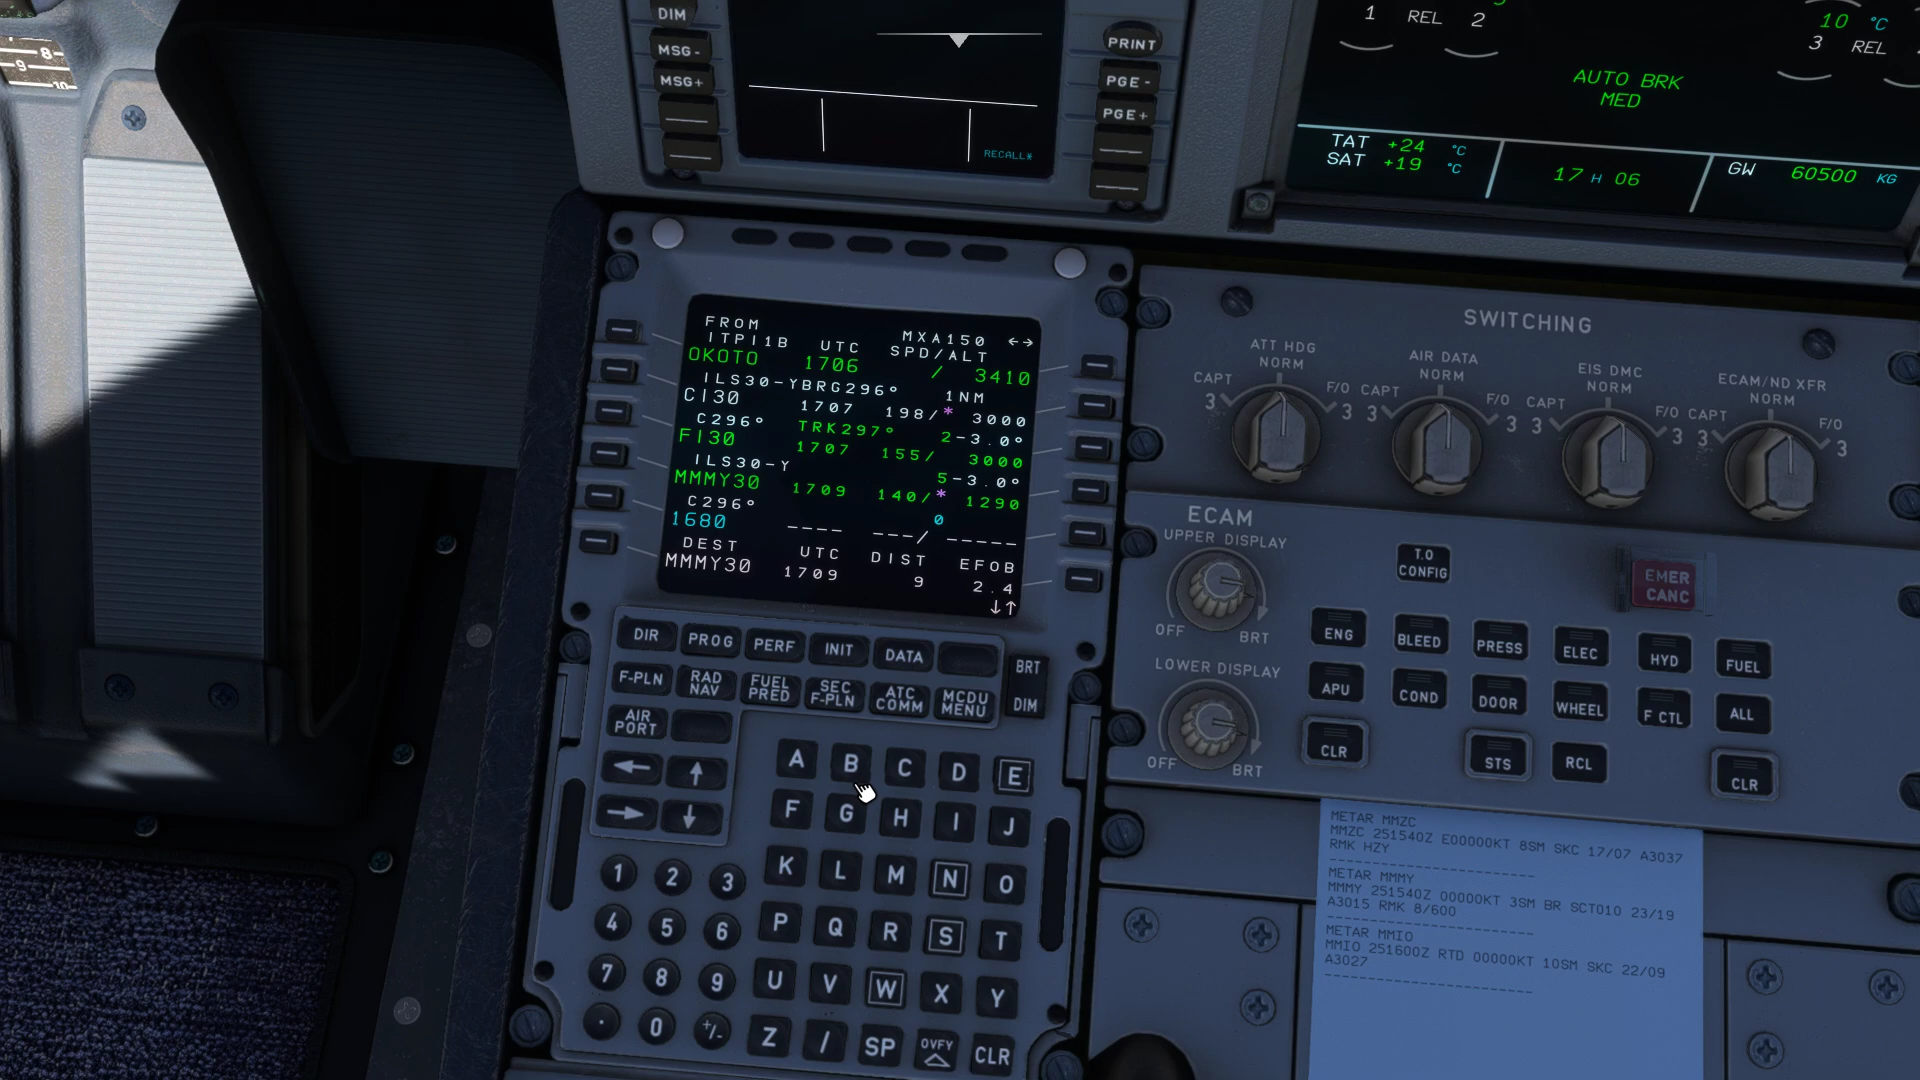 8
9
10
DIM
MSG-
MSG+
RECALL*
PRINT
PGE -
PGE+
1 REL 2
10 °C
3 REL
AUTO BRK
MED
TAT +24 °C
SAT +19 °C
17 H 06
GW 60500 KG
FROM MXA150 ←→
ITPI1B UTC SPD/ALT
OKOTO 1706 / 3410
ILS30-YBRG296° 1NM
CI30 1707 198/* 3000
C296° TRK297° 2-3.0°
FI30 1707 155/ 3000
ILS30-Y 5-3.0°
MMMY30 1709 140/* 1290
C296° 0
1680 ---- ---/ -----
DEST UTC DIST EFOB
MMMY30 1709 9 2.4
↓↑
DIR PROG PERF INIT DATA
BRT
DIM
F-PLN RAD NAV FUEL PRED SEC F-PLN ATC COMM MCDU MENU
AIR PORT
← ↑
→ ↓
A B C D E
F G H I J
K L M N O
P Q R S T
U V W X Y
Z / SP OVFY CLR
1 2 3
4 5 6
7 8 9
. 0 +/-
SWITCHING
ATT HDG
NORM
CAPT F/O
3 3
AIR DATA
NORM
CAPT F/O
3 3
EIS DMC
NORM
CAPT F/O
3 3
ECAM/ND XFR
NORM
CAPT F/O
3 3
ECAM
UPPER DISPLAY
OFF BRT
LOWER DISPLAY
OFF BRT
T.O
CONFIG
EMER
CANC
ENG BLEED PRESS ELEC HYD FUEL
APU COND DOOR WHEEL F CTL ALL
CLR STS RCL CLR
METAR MMZC
MMZC 251540Z E00000KT 8SM SKC 17/07 A3037
RMK HZY
METAR MMMY
MMMY 251540Z 00000KT 3SM BR SCT010 23/19
A3015 RMK 8/600
METAR MMIO
MMIO 251600Z RTD 00000KT 10SM SKC 22/09
A3027